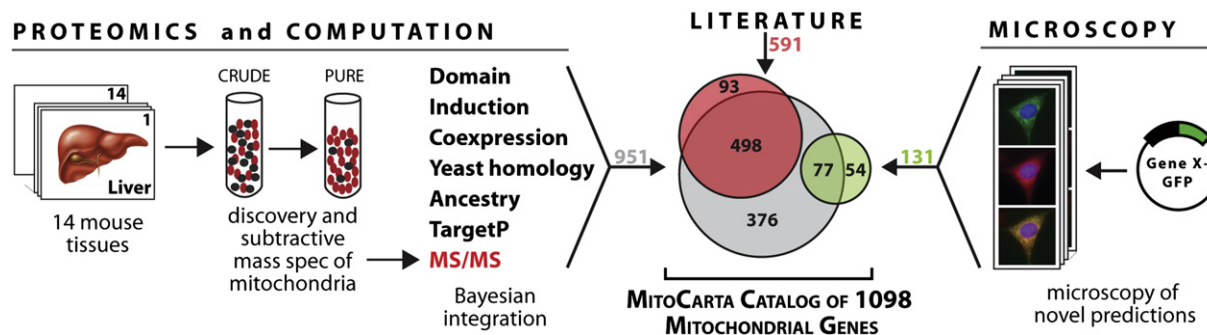 PROTEOMICS and COMPUTATION
14
1
Liver
14 mouse
tissues
CRUDE
PURE
discovery and
subtractive
mass spec of
mitochondria
Domain
Induction
Coexpression
Yeast homology
Ancestry
TargetP
MS/MS
Bayesian
integration
951
LITERATURE
591
93
498
77
54
376
131
MITOCARTA CATALOG OF 1098
MITOCHONDRIAL GENES
MICROSCOPY
Gene X-
GFP
microscopy of
novel predictions